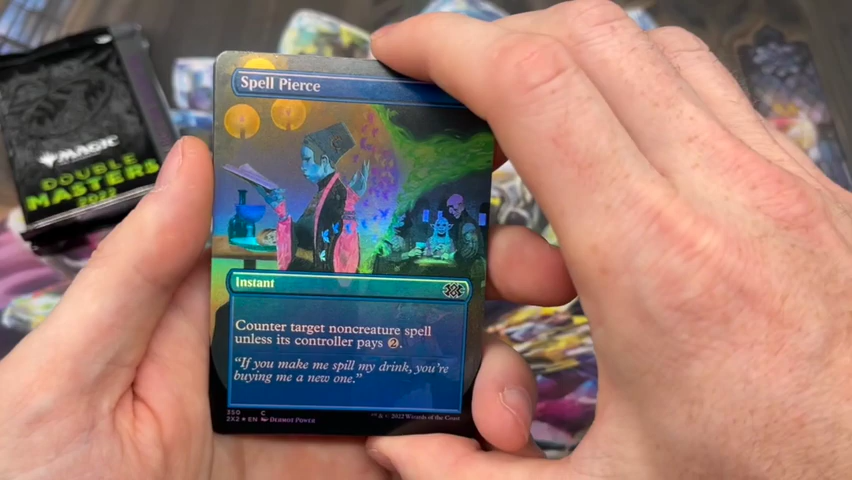 Spell Pierce
MAGIC
DOUBLE
MASTERS
2022
Instant
Counter target noncreature spell
unless its controller pays 2.
"If you make me spill my drink, you're
buying me a new one."
350 C
2X2 ★ EN Dermot Power
™ & © 2022 Wizards of the Coast